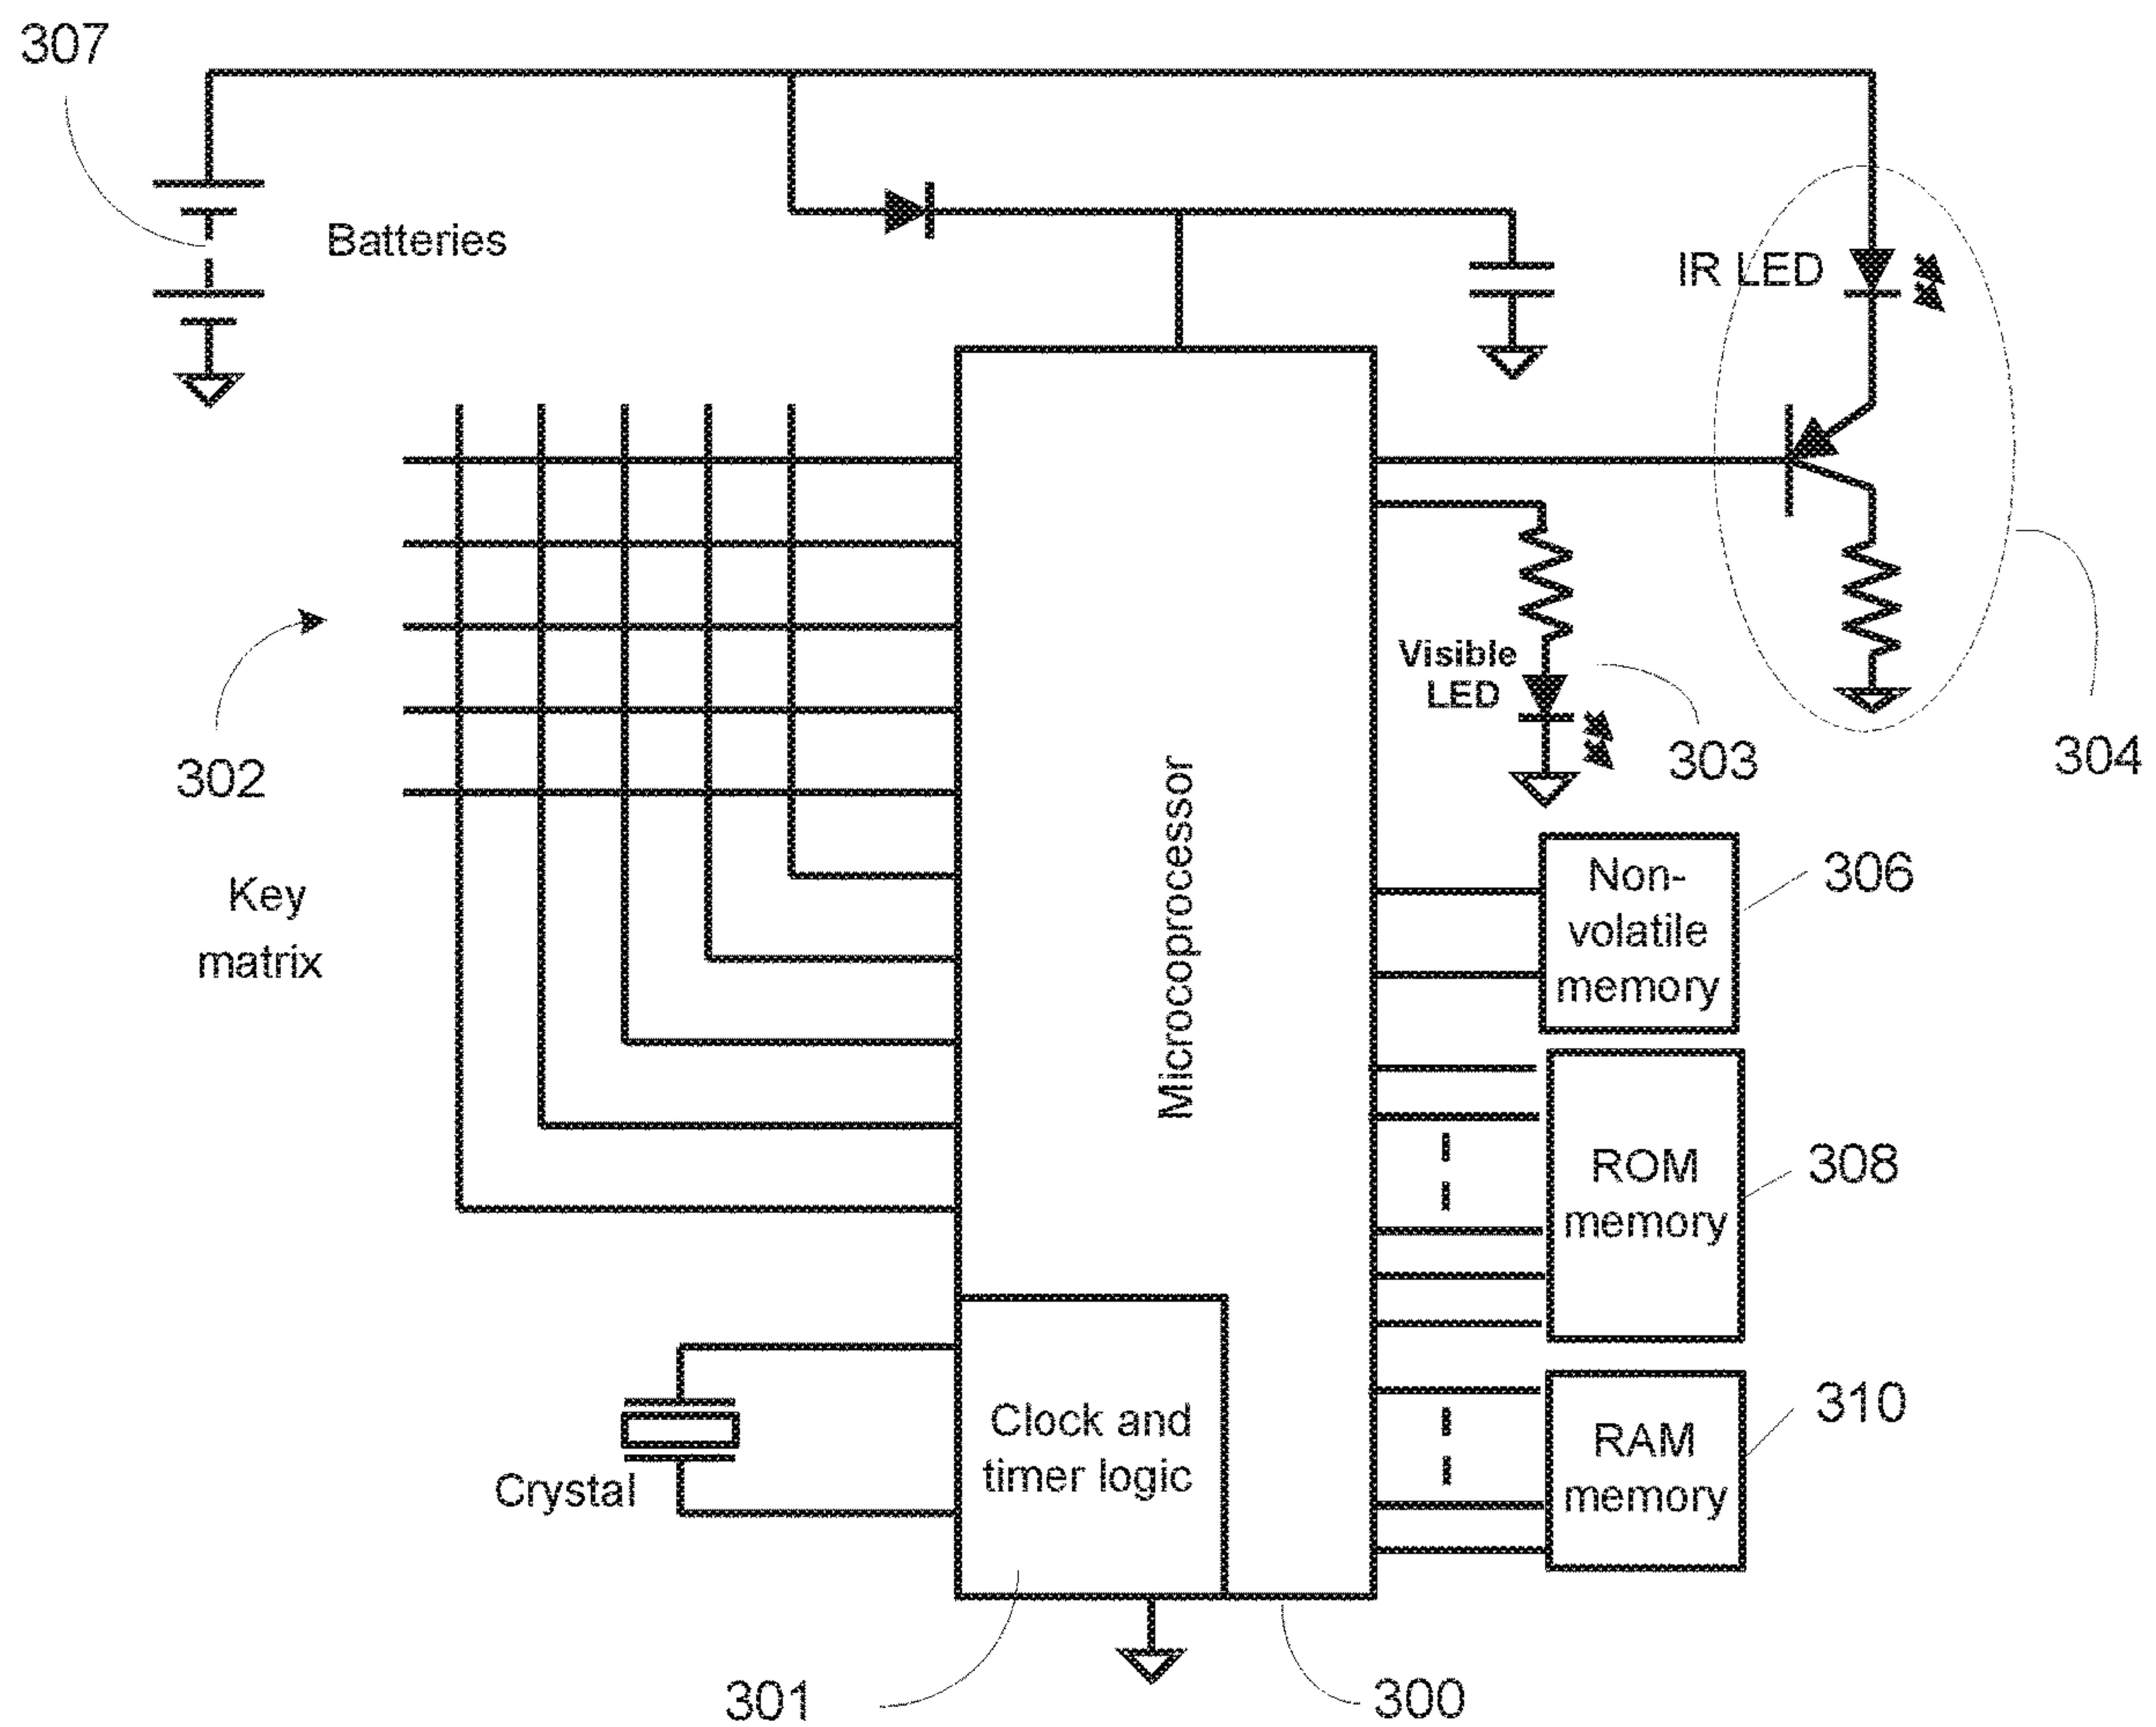 307
Batteries
IR LED
302
Key
matrix
Visible
LED
303
304
Microcoprocessor
Non-
volatile
memory
306
ROM
memory
308
RAM
memory
310
Crystal
Clock and
timer logic
301
300